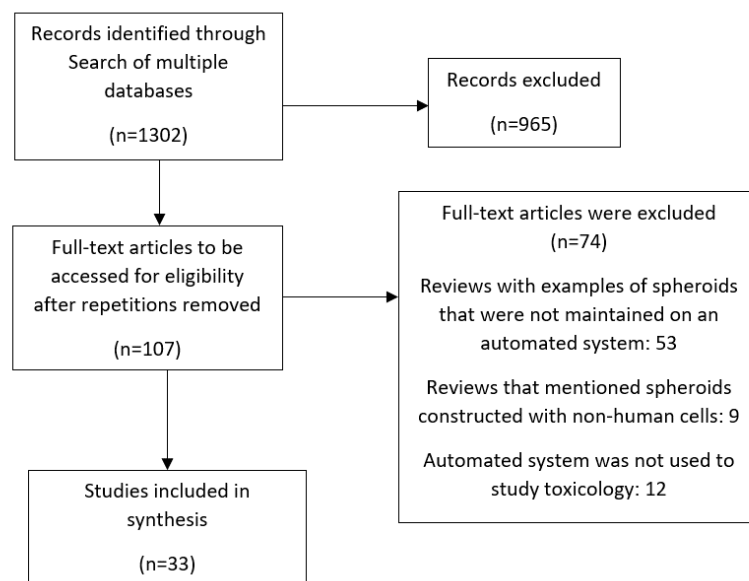 Records identified through
Search of multiple
databases
(n=1302)
Records excluded
(n=965)
Full-text articles to be
accessed for eligibility
after repetitions removed
(n=107)
Full-text articles were excluded
(n=74)
Reviews with examples of spheroids
that were not maintained on an
automated system: 53
Reviews that mentioned spheroids
constructed with non-human cells: 9
Automated system was not used to
study toxicology: 12
Studies included in
synthesis
(n=33)